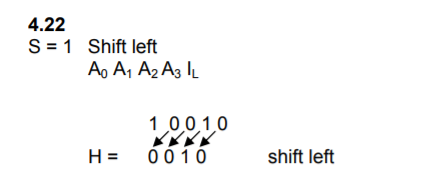 4.22
S = 1 Shift left
A₀ A₁ A₂ A₃ I_L
1 0 0 1 0
H = 0 0 1 0 shift left